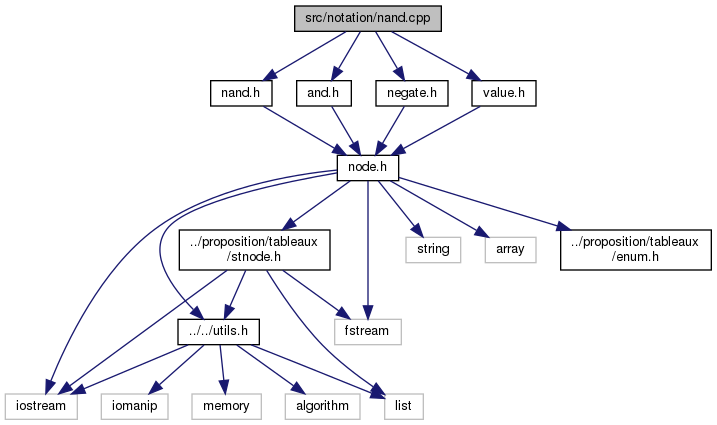 src/notation/nand.cpp
nand.h
and.h
negate.h
value.h
node.h
../proposition/tableaux
/stnode.h
string
array
../proposition/tableaux
/enum.h
../../utils.h
fstream
iostream
iomanip
memory
algorithm
list